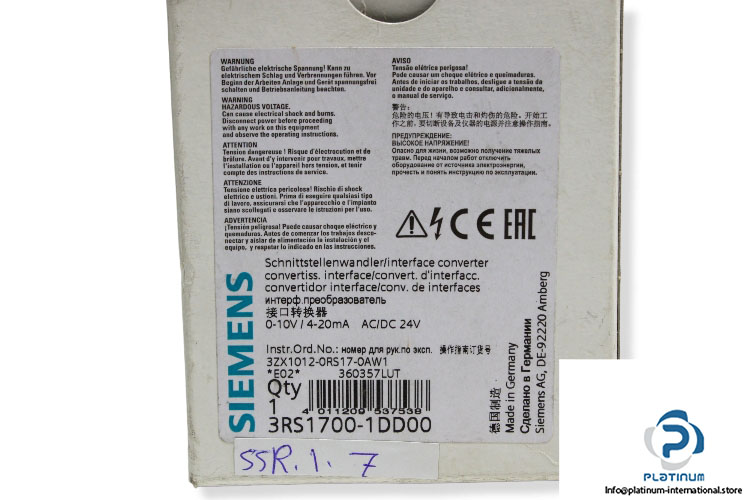 WARNUNG
Gefährliche elektrische Spannung! Kann zu
elektrischem Schlag und Verbrennungen führen. Vor
Beginn der Arbeiten Anlage und Gerät spannungsfrei
schalten und Betriebsanleitung beachten.
WARNING
HAZARDOUS VOLTAGE.
Can cause electrical shock and burns.
Disconnect power before proceeding
with any work on this equipment
and observe the operating instructions.
ATTENTION
Tension dangereuse ! Risque d'électrocution et de
brûlure. Avant d'y intervenir pour travaux, mettre
l'installation ou l'appareil hors tension, et tenir
compte des instructions de service.
ATTENZIONE
Tensione elettrica pericolosa! Rischio di shock
elettrico e ustioni. Prima di eseguire qualsiasi tipo
di lavoro, assicurarsi che l'apparecchio e l'impianto
siano scollegati e osservare le istruzioni per l'uso.
ADVERTENCIA
¡Tensión peligrosa! Puede causar choque eléctrico y
quemaduras. Antes de comenzar los trabajos, desco-
nectar y aislar de alimentación la instalación y el
equipo, y respetar lo indicado en las instrucciones.
AVISO
Tensão elétrica perigosa!
Pode causar um choque elétrico e queimaduras.
Antes de iniciar os trabalhos, desligar a tensão da
unidade e do aparelho e consultar, adicionalmente,
o manual de serviço.
警告:
危险的电压! 有导致电击和灼伤的危险。开始工
作之前，要切断设备及仪器的电源并注意操作指南。
ПРЕДУПРЕЖДЕНИЕ:
ВЫСОКОЕ НАПРЯЖЕНИЕ!
Опасно для жизни, возможно получение тяжелых
травм. Перед началом работ отключить
оборудование от источника электроэнергии,
прочесть и понять инструкцию по эксплуатации.
CE EAC
SIEMENS
Schnittstellenwandler/interface converter
convertiss. interface/convert. d'interfacc.
convertidor interface/conv. de interfaces
интерф.преобразователь
接口转换器
0-10V / 4-20mA AC/DC 24V
Instr.Ord.No.: номер для рук.по эксп. 操作指南订货号
3ZX1012-0RS17-0AW1
*E02* 360357LUT
Qty
1
4 011209 537538
3RS1700-1DD00
德国制造
Made in Germany
Сделано в Германии
Siemens AG, DE-92220 Amberg
SSR.1.7
PLATINUM
Info@platinum-international.store